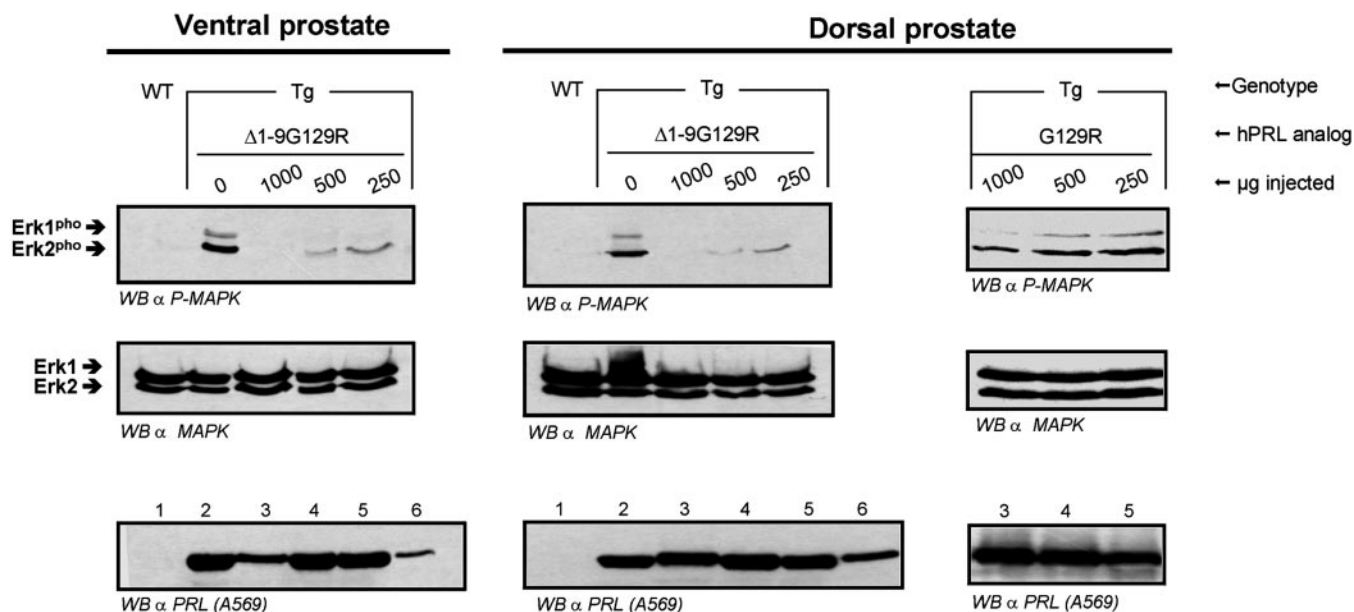 Ventral prostate
Dorsal prostate
WT Tg WT Tg Tg ←Genotype
Δ1-9G129R Δ1-9G129R G129R ← hPRL analog
0 1000 500 250 0 1000 500 250 1000 500 250 ← µg injected
Erk1pho ➔
Erk2pho ➔
WB α P-MAPK WB α P-MAPK WB α P-MAPK
Erk1 ➔
Erk2 ➔
WB α MAPK WB α MAPK WB α MAPK
1 2 3 4 5 6 1 2 3 4 5 6 3 4 5
WB α PRL (A569) WB α PRL (A569) WB α PRL (A569)